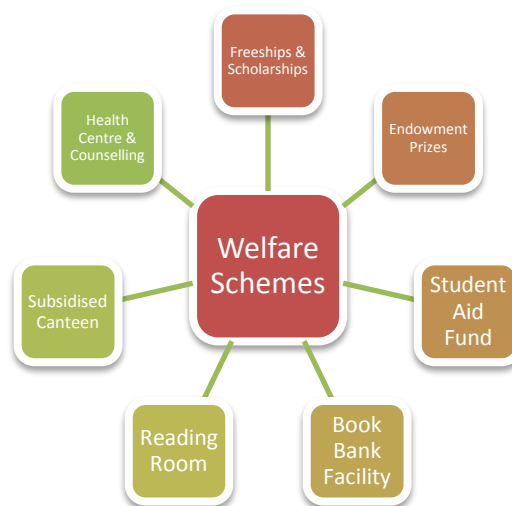 Freeships &
Scholarships
Endowment
Prizes
Student
Aid
Fund
Book
Bank
Facility
Reading
Room
Subsidised
Canteen
Health
Centre &
Counselling
Welfare
Schemes